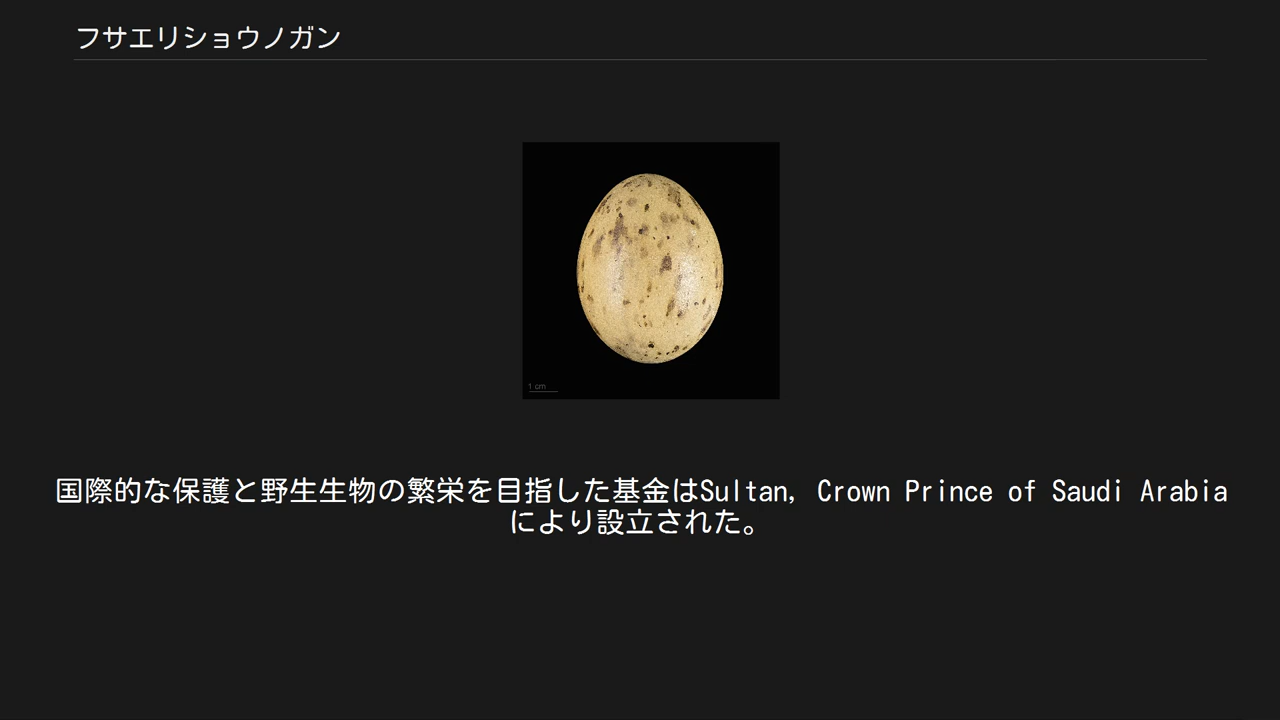 フサエリショウノガン
1 cm
国際的な保護と野生生物の繁栄を目指した基金はSultan, Crown Prince of Saudi Arabia
により設立された。